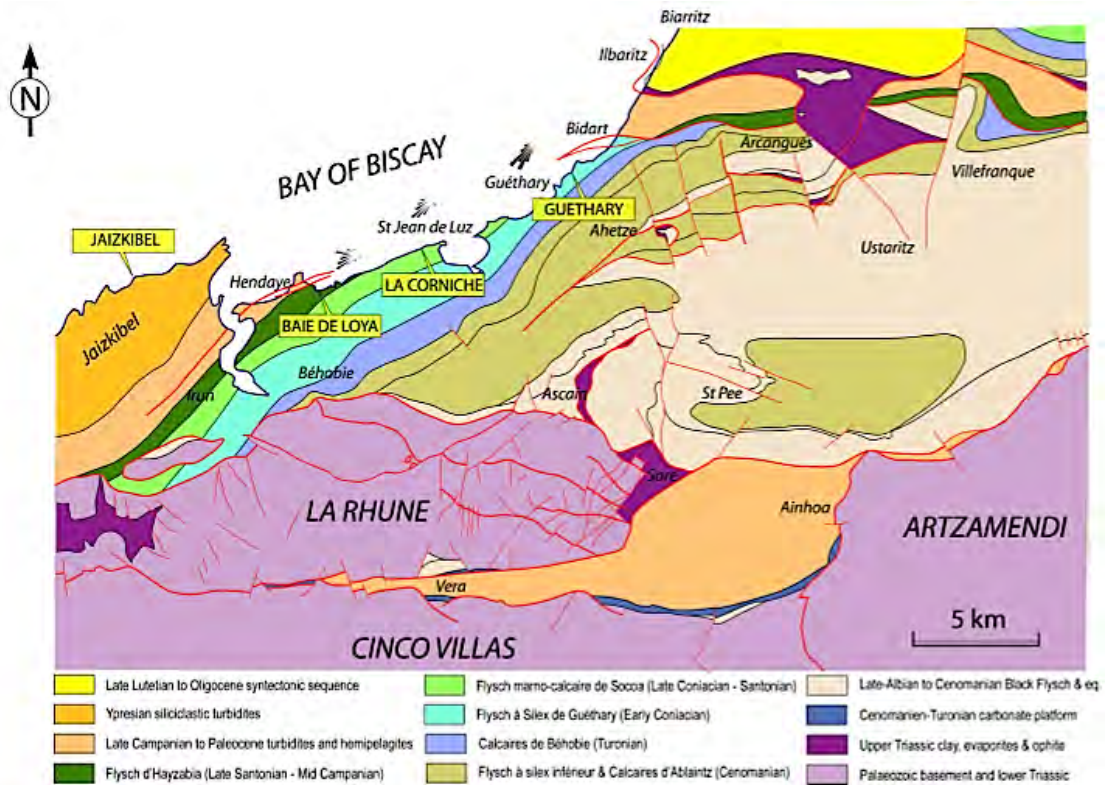 Biarritz
Ilbaritz
N
Bidart
Arcangues
BAY OF BISCAY
Guéthary
Villefranque
GUETHARY
St Jean de Luz
Ahetze
JAIZKIBEL
Ustaritz
Hendaye
LA CORNICHE
BAIE DE LOYA
Jaizkibel
Béhobie
Irun
Ascain
St Pee
Sare
LA RHUNE
Ainhoa
ARTZAMENDI
Vera
5 km
CINCO VILLAS
Late Lutetian to Oligocene syntectonic sequence
Ypresian siliciclastic turbidites
Late Campanian to Paleocene turbidites and hemipelagites
Flysch d'Hayzabia (Late Santonian - Mid Campanian)
Flysch marno-calcaire de Socoa (Late Coniacian - Santonian)
Flysch à Silex de Guéthary (Early Coniacian)
Calcaires de Béhobie (Turonian)
Flysch à silex inféneur & Calcaires d'Ablaintz (Cenomanian)
Late-Albian to Cenomanian Black Flysch & eq.
Cenomanien-Turonian carbonate platform
Upper Triassic clay, evaporites & ophite
Palaeozoic basement and lower Triassic